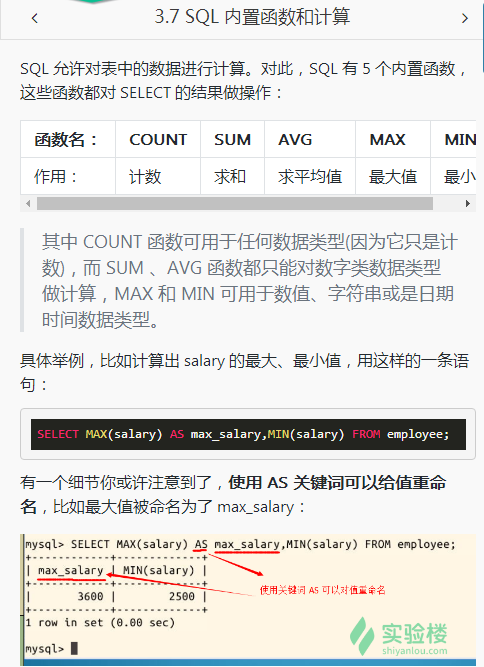 3.7 SQL 内置函数和计算
SQL 允许对表中的数据进行计算。对此，SQL 有 5 个内置函数，
这些函数都对 SELECT 的结果做操作：
函数名： COUNT SUM AVG MAX MIN
作用： 计数 求和 求平均值 最大值 最小
其中 COUNT 函数可用于任何数据类型(因为它只是计
数)，而 SUM 、AVG 函数都只能对数字类数据类型
做计算，MAX 和 MIN 可用于数值、字符串或是日期
时间数据类型。
具体举例，比如计算出 salary 的最大、最小值，用这样的一条语
句：
SELECT MAX(salary) AS max_salary,MIN(salary) FROM employee;
有一个细节你或许注意到了，使用 AS 关键词可以给值重命
名，比如最大值被命名为了 max_salary：
mysql> SELECT MAX(salary) AS max_salary,MIN(salary) FROM employee;
+------------+-------------+
| max_salary | MIN(salary) |
+------------+-------------+
| 3600 | 2500 |
+------------+-------------+
1 row in set (0.00 sec)
mysql>
使用关键词 AS 可以对值重命名
实验楼
shiyanlou.com